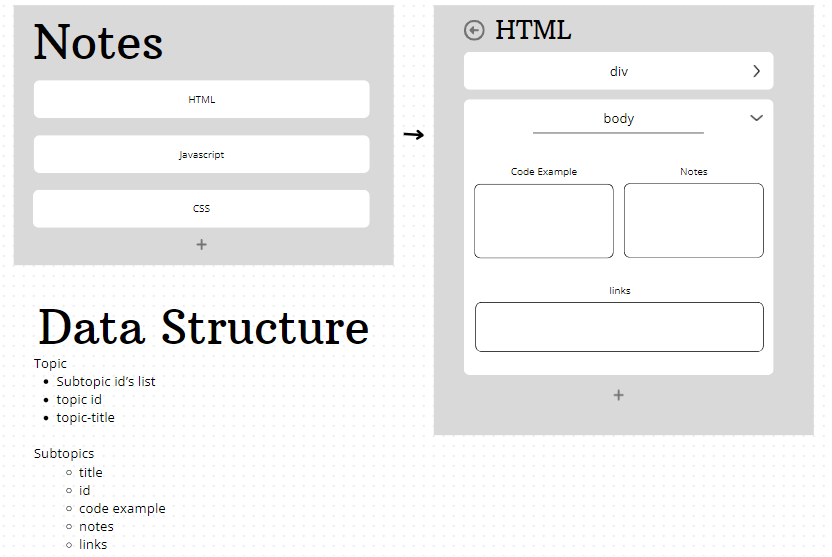 Notes
HTML
Javascript
CSS
+
HTML
div
body
Code Example
Notes
links
+
Data Structure
Topic
• Subtopic id's list
• topic id
• topic-title
Subtopics
○ title
○ id
○ code example
○ notes
○ links